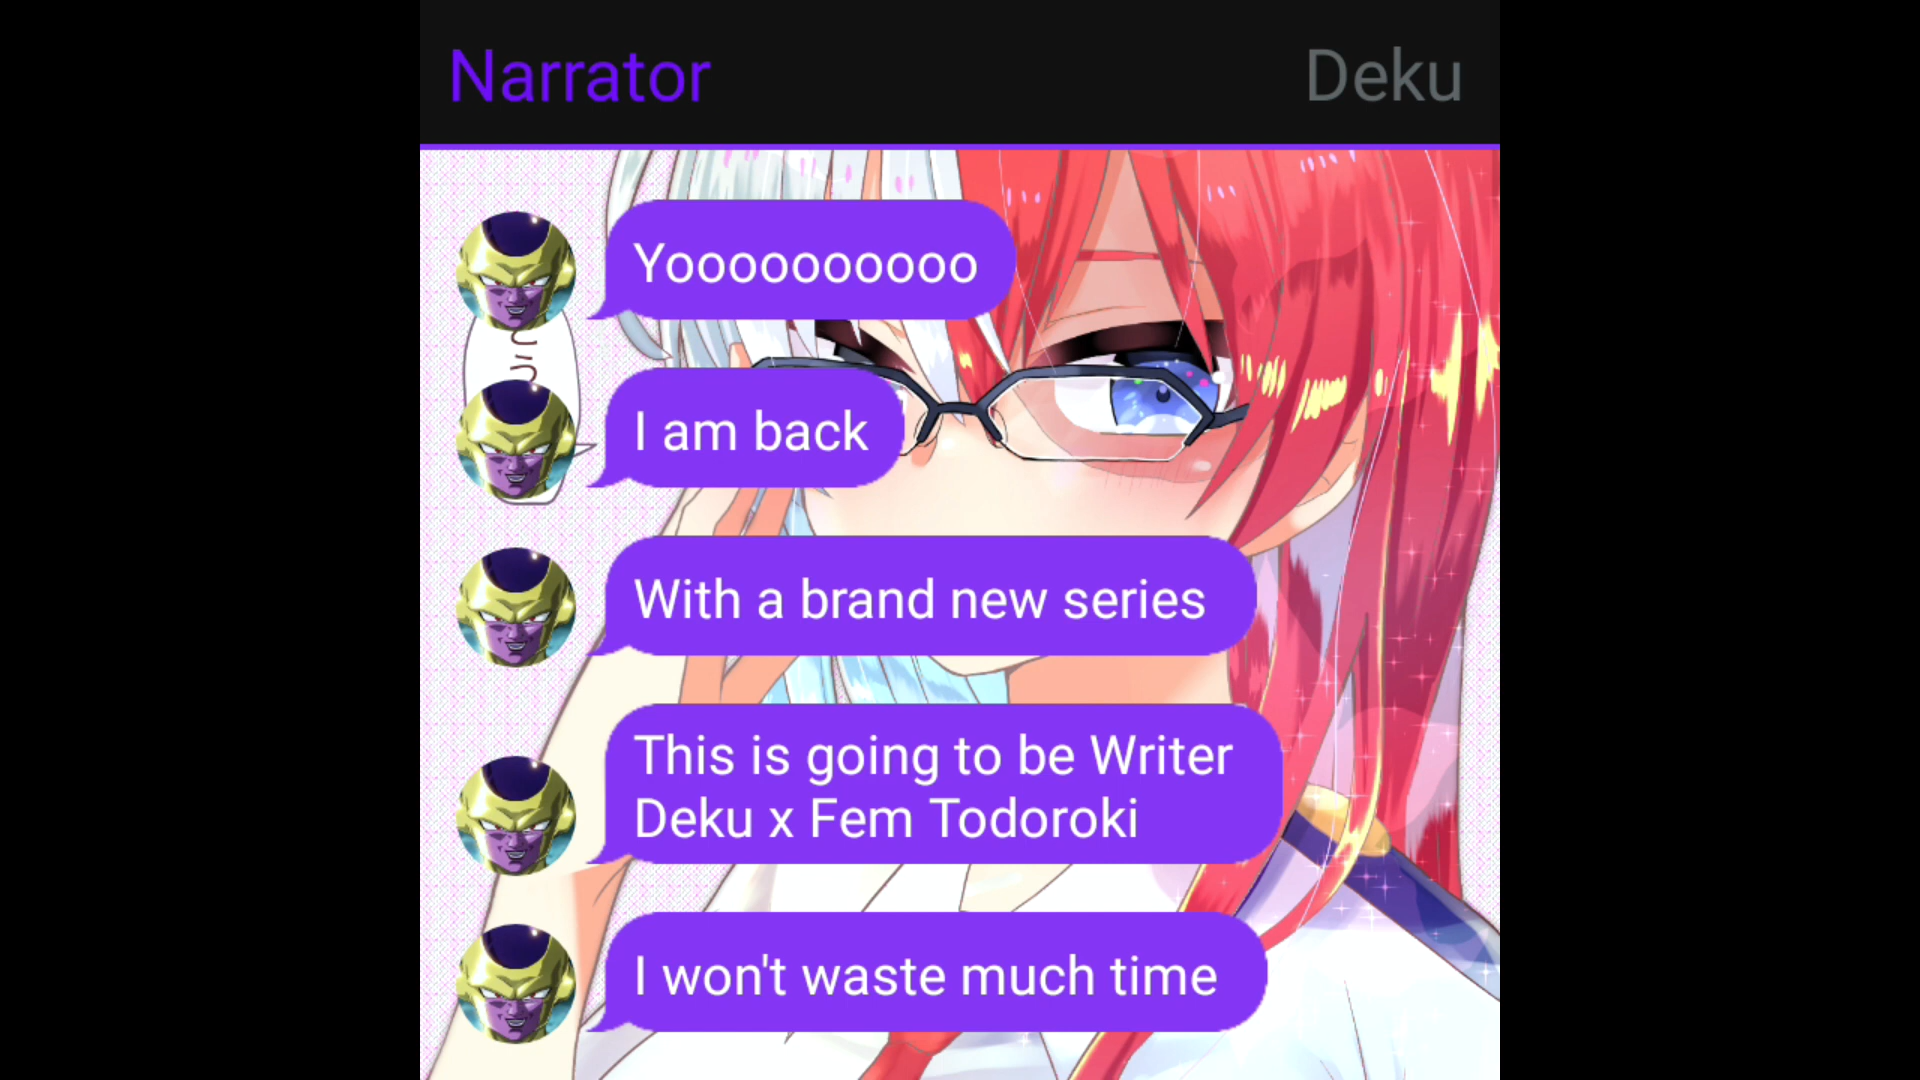 Narrator
Deku
Yoooooooooo
I am back
With a brand new series
This is going to be Writer
Deku x Fem Todoroki
I won't waste much time